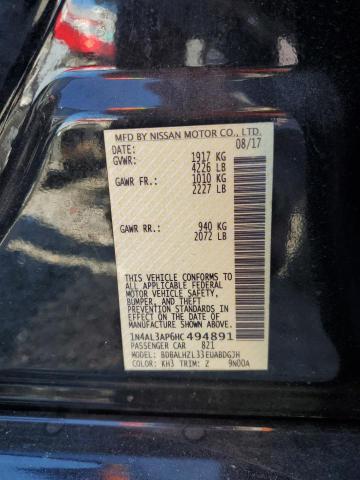 MFD BY NISSAN MOTOR CO., LTD.
DATE: 08/17
GVWR: 1917 KG
4226 LB
GAWR FR.: 1010 KG
2227 LB
GAWR RR.: 940 KG
2072 LB
THIS VEHICLE CONFORMS TO
ALL APPLICABLE FEDERAL
MOTOR VEHICLE SAFETY,
BUMPER, AND THEFT
PREVENTION STANDARDS
IN EFFECT ON THE DATE OF
MANUFACTURE SHOWN ABOVE.
1N4AL3AP6HC494891
PASSENGER CAR 821
MODEL: BDBALHZL33EUABDGJH
COLOR: KH3 TRIM: Z 9N00A